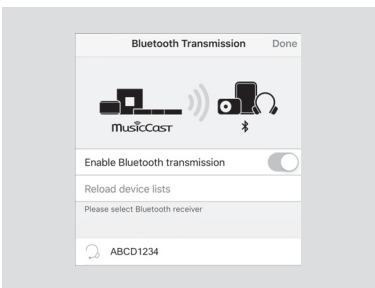 Bluetooth Transmission Done
MusicCast
Enable Bluetooth transmission
Reload device lists
Please select Bluetooth receiver
ABCD1234